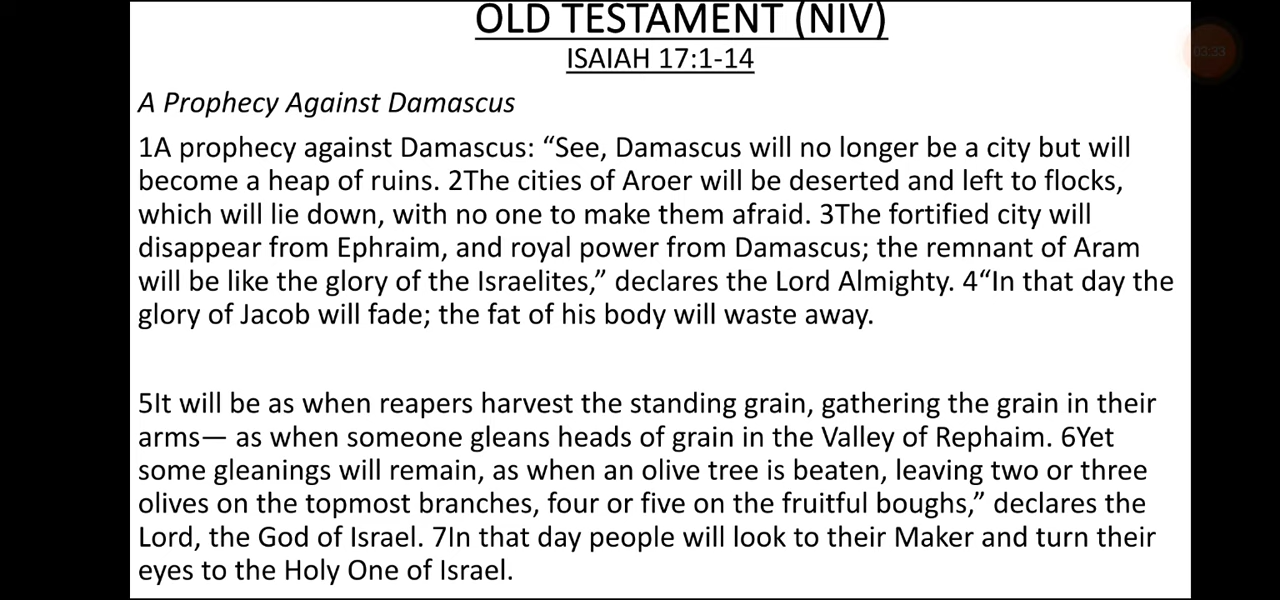 OLD TESTAMENT (NIV)
ISAIAH 17:1-14
03:33
A Prophecy Against Damascus
1A prophecy against Damascus: “See, Damascus will no longer be a city but will
become a heap of ruins. 2The cities of Aroer will be deserted and left to flocks,
which will lie down, with no one to make them afraid. 3The fortified city will
disappear from Ephraim, and royal power from Damascus; the remnant of Aram
will be like the glory of the Israelites,” declares the Lord Almighty. 4“In that day the
glory of Jacob will fade; the fat of his body will waste away.
5It will be as when reapers harvest the standing grain, gathering the grain in their
arms— as when someone gleans heads of grain in the Valley of Rephaim. 6Yet
some gleanings will remain, as when an olive tree is beaten, leaving two or three
olives on the topmost branches, four or five on the fruitful boughs,” declares the
Lord, the God of Israel. 7In that day people will look to their Maker and turn their
eyes to the Holy One of Israel.